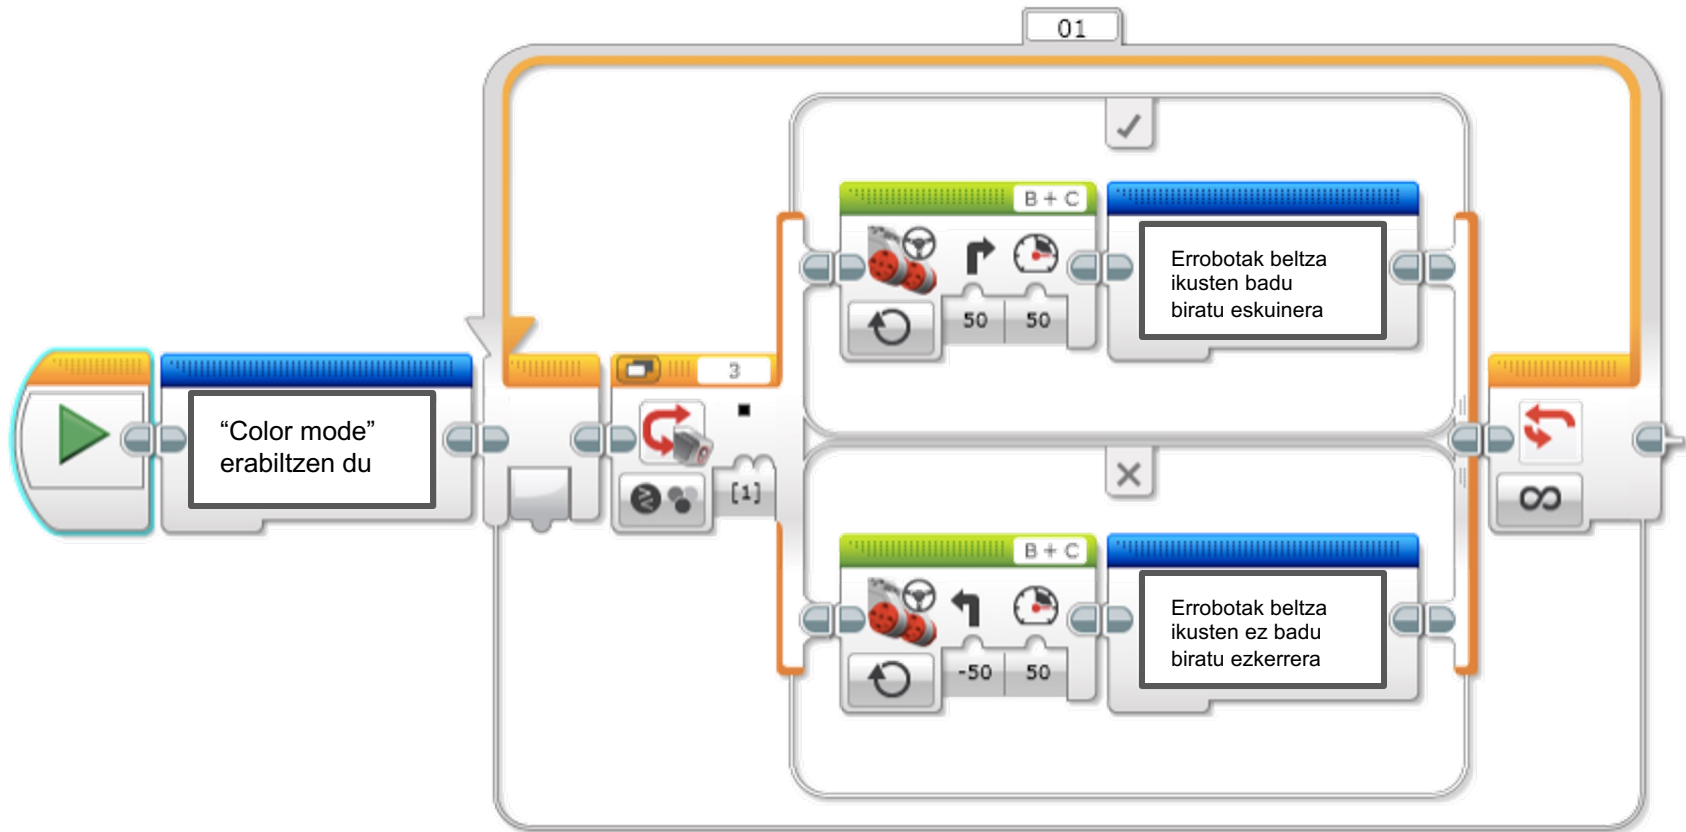 01
B + C
Errobotak beltza
ikusten badu
biratu eskuinera
50
50
3
“Color mode”
erabiltzen du
[1]
B + C
Errobotak beltza
ikusten ez badu
biratu ezkerrera
-50
50